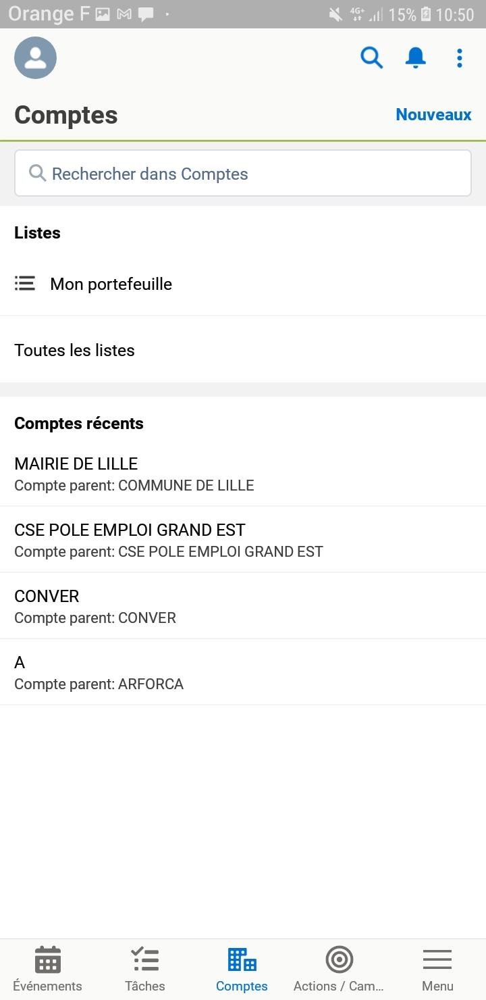 Orange F
4G+ 15% 10:50
Comptes
Nouveaux
Rechercher dans Comptes
Listes
Mon portefeuille
Toutes les listes
Comptes récents
MAIRIE DE LILLE
Compte parent: COMMUNE DE LILLE
CSE POLE EMPLOI GRAND EST
Compte parent: CSE POLE EMPLOI GRAND EST
CONVER
Compte parent: CONVER
A
Compte parent: ARFORCA
Événements
Tâches
Comptes
Actions / Cam...
Menu